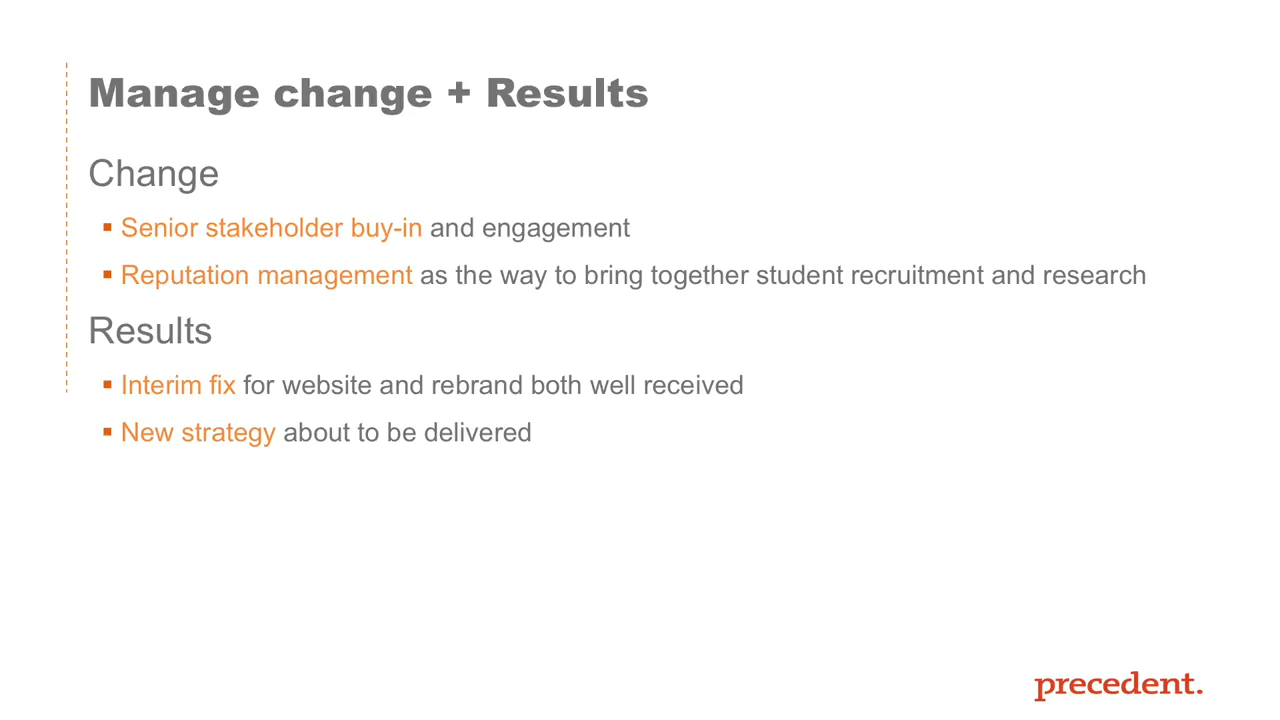 Manage change + Results
Change
▪ Senior stakeholder buy-in and engagement
▪ Reputation management as the way to bring together student recruitment and research
Results
▪ Interim fix for website and rebrand both well received
▪ New strategy about to be delivered
precedent.